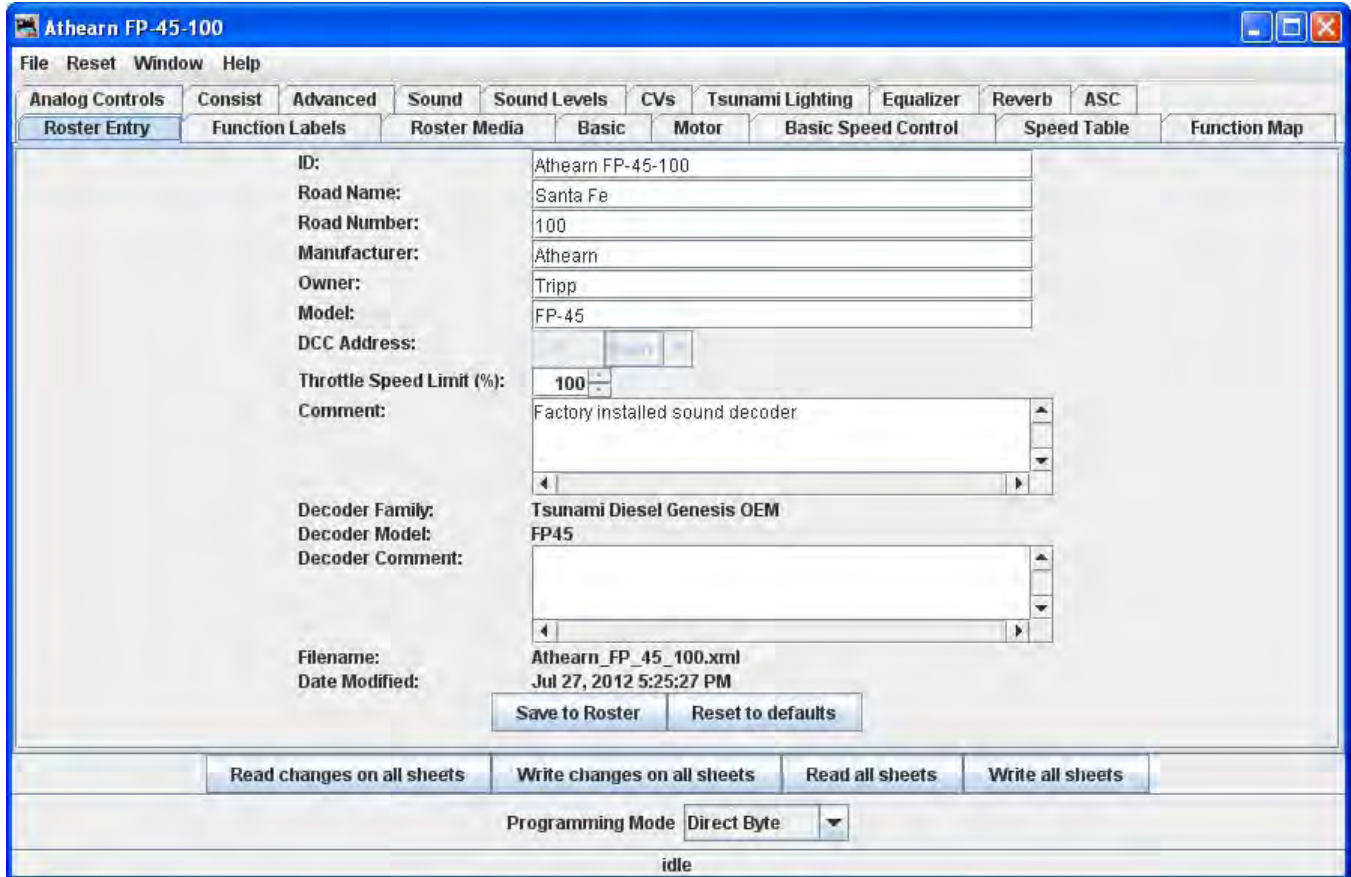 Athearn FP-45-100
File Reset Window Help
Analog Controls Consist Advanced Sound Sound Levels CVs Tsunami Lighting Equalizer Reverb ASC
Roster Entry Function Labels Roster Media Basic Motor Basic Speed Control Speed Table Function Map
ID: Athearn FP-45-100
Road Name: Santa Fe
Road Number: 100
Manufacturer: Athearn
Owner: Tripp
Model: FP-45
DCC Address:
Throttle Speed Limit (%): 100
Comment: Factory installed sound decoder
Decoder Family: Tsunami Diesel Genesis OEM
Decoder Model: FP45
Decoder Comment:
Filename: Athearn_FP_45_100.xml
Date Modified: Jul 27, 2012 5:25:27 PM
Save to Roster Reset to defaults
Read changes on all sheets Write changes on all sheets Read all sheets Write all sheets
Programming Mode Direct Byte
idle